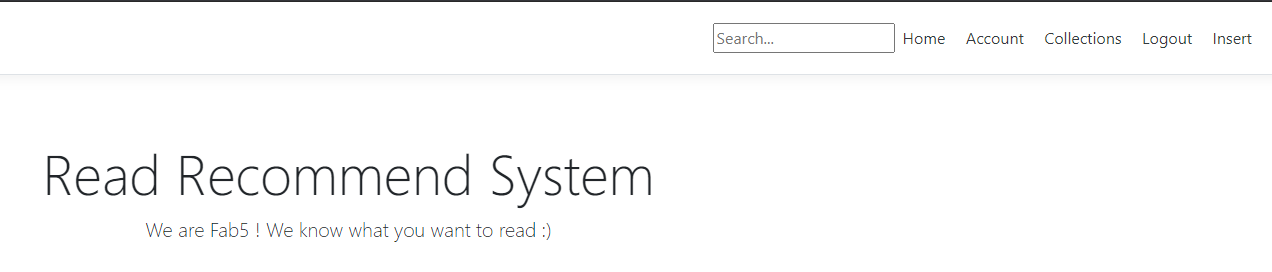 Search... Home Account Collections Logout Insert
Read Recommend System
We are Fab5 ! We know what you want to read :)